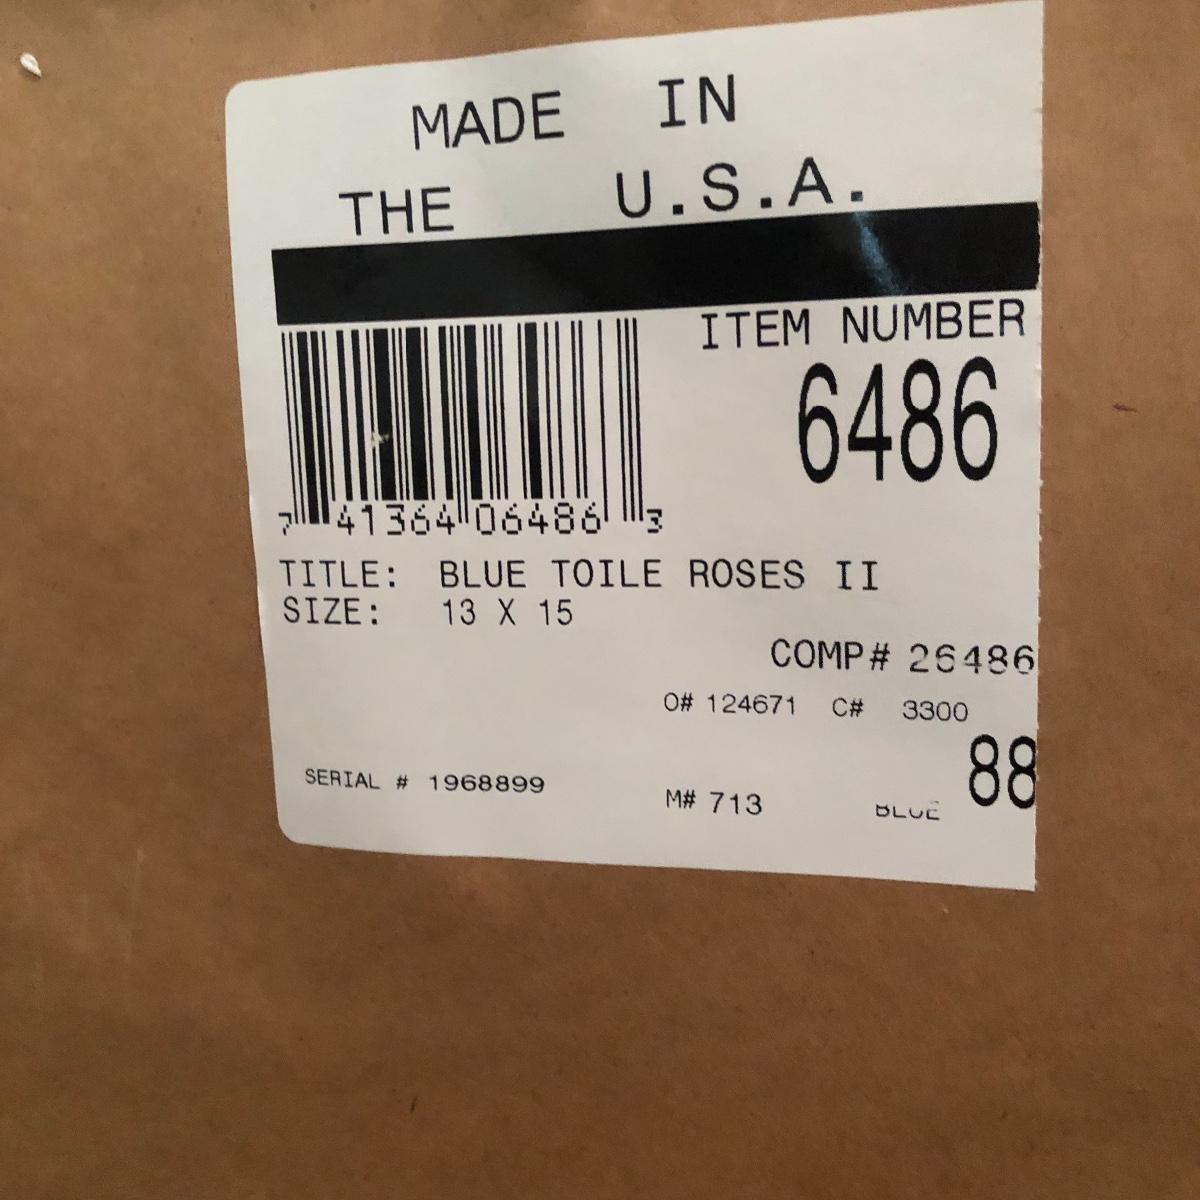 MADE IN
THE U.S.A.
ITEM NUMBER
6486
7 41364 06486 3
TITLE: BLUE TOILE ROSES II
SIZE: 13 X 15
COMP# 26486
O# 124671 C# 3300
88
SERIAL # 1968899
M# 713
BLUE